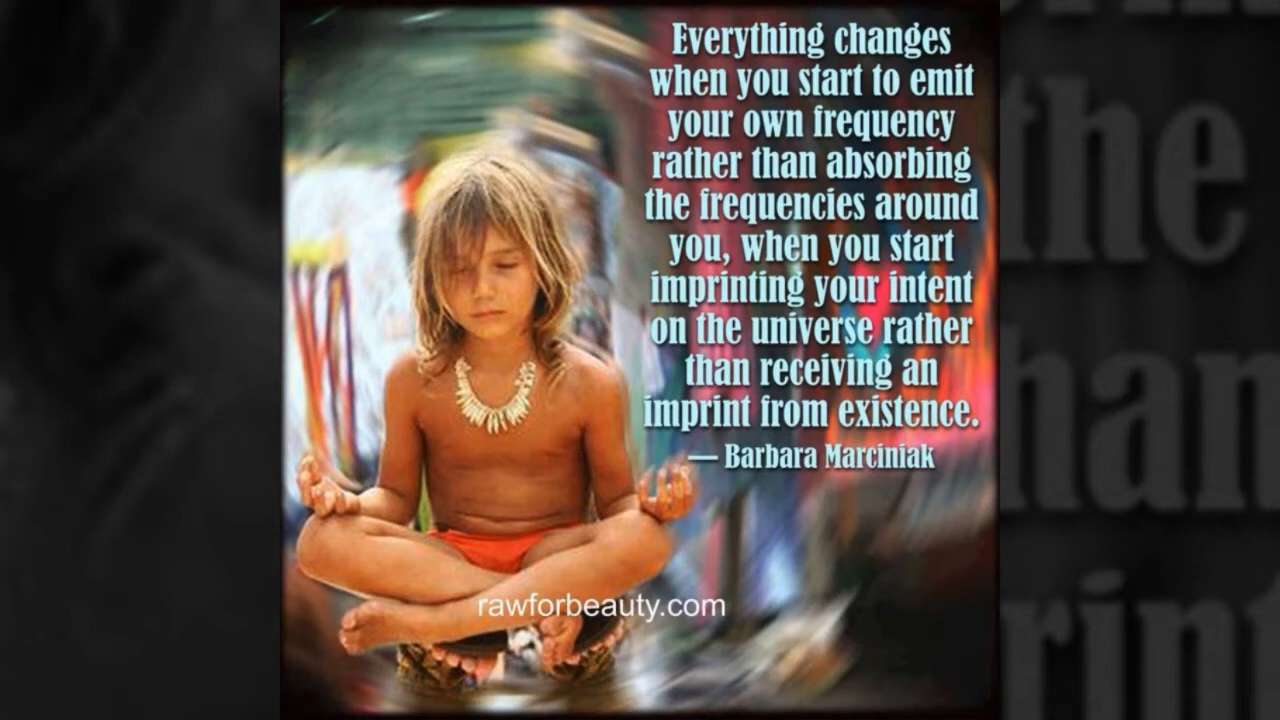 Everything changes
when you start to emit
your own frequency
rather than absorbing
the frequencies around
you, when you start
imprinting your intent
on the universe rather
than receiving an
imprint from existence.
— Barbara Marciniak
rawforbeauty.com
the